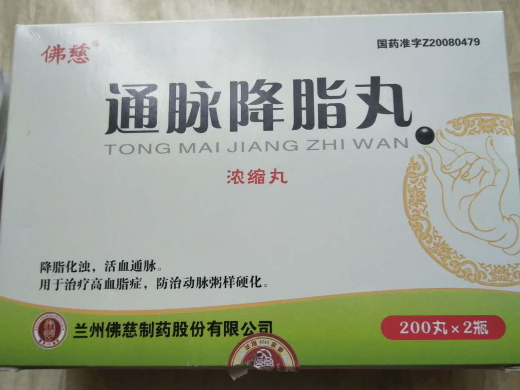 佛慈®
国药准字Z20080479
通脉降脂丸
TONG MAI JIANG ZHI WAN
浓缩丸
降脂化浊，活血通脉。
用于治疗高血脂症，防治动脉粥样硬化。
兰州佛慈制药股份有限公司
200丸×2瓶